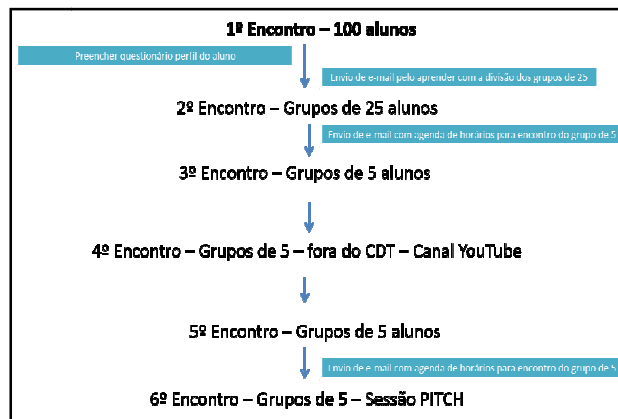 1º Encontro – 100 alunos
Preencher questionário perfil do aluno
Envio de e-mail pelo aprender com a divisão dos grupos de 25
2º Encontro – Grupos de 25 alunos
Envio de e-mail com agenda de horários para encontro do grupo de 5
3º Encontro – Grupos de 5 alunos
4º Encontro – Grupos de 5 – fora do CDT – Canal YouTube
5º Encontro – Grupos de 5 alunos
Envio de e-mail com agenda de horários para encontro do grupo de 5
6º Encontro – Grupos de 5 – Sessão PITCH